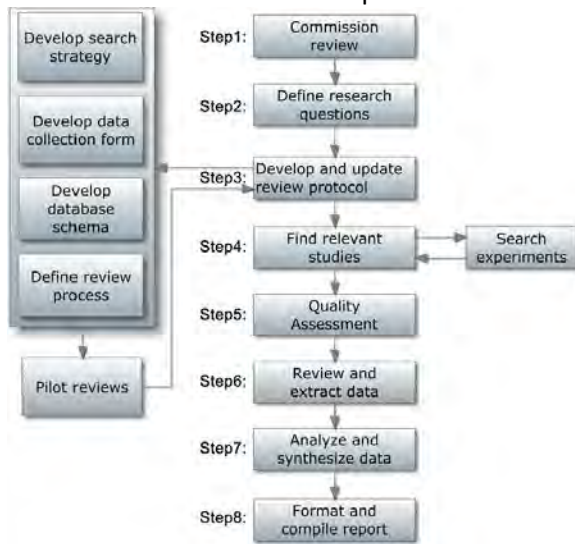 Develop search
strategy
Develop data
collection form
Develop
database
schema
Define review
process
Pilot reviews
Step1:
Commission
review
Step2:
Define research
questions
Step3:
Develop and update
review protocol
Step4:
Find relevant
studies
Search
experiments
Step5:
Quality
Assessment
Step6:
Review and
extract data
Step7:
Analyze and
synthesize data
Step8:
Format and
compile report